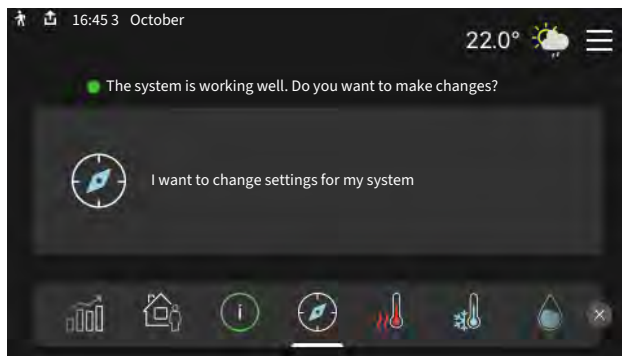 16:45 3 October
22.0°
The system is working well. Do you want to make changes?
I want to change settings for my system
i